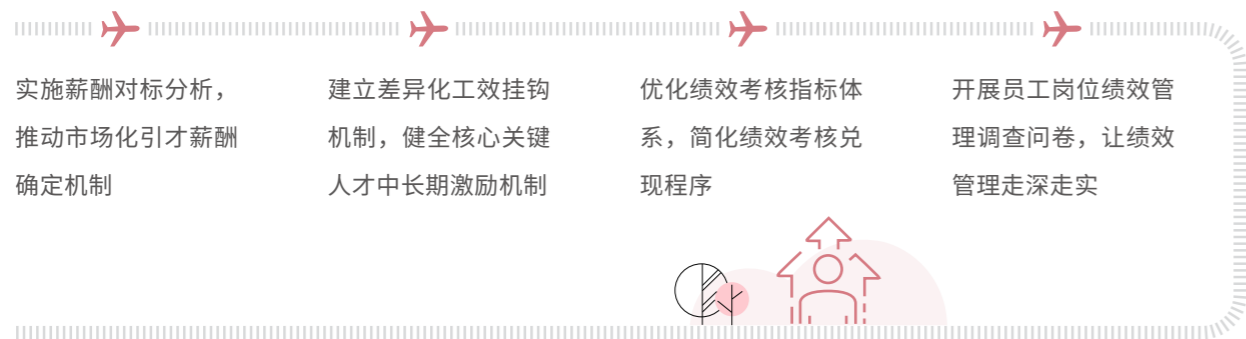 实施薪酬对标分析，
推动市场化引才薪酬
确定机制
建立差异化工效挂钩
机制，健全核心关键
人才中长期激励机制
优化绩效考核指标体
系，简化绩效考核兑
现程序
开展员工岗位绩效管
理调查问卷，让绩效
管理走深走实